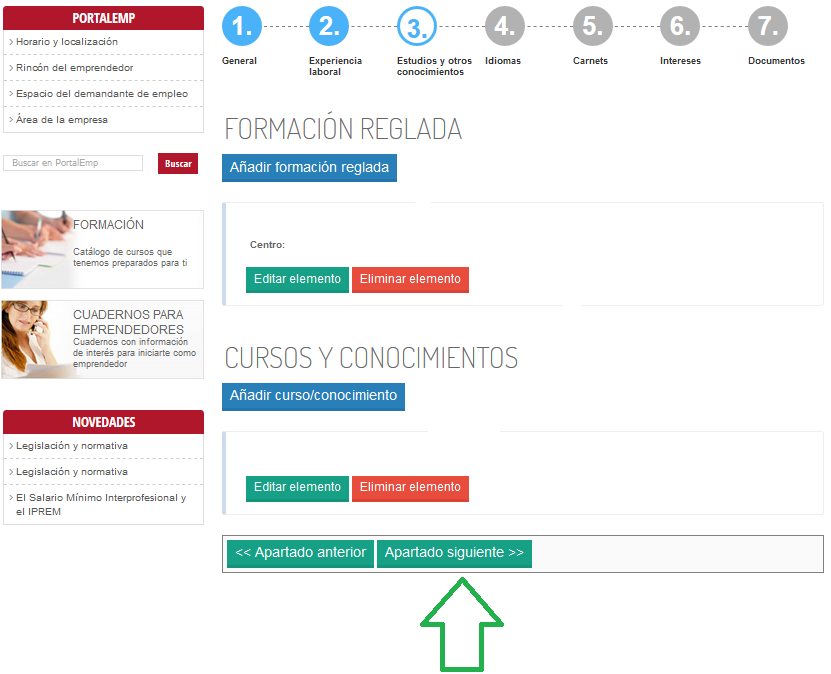 PORTALEMP
Horario y localización
Rincón del emprendedor
Espacio del demandante de empleo
Área de la empresa
Buscar en PortalEmp
Buscar
FORMACIÓN
Catálogo de cursos que
tenemos preparados para ti
CUADERNOS PARA
EMPRENDEDORES
Cuadernos con información
de interés para iniciarte como
emprendedor
NOVEDADES
Legislación y normativa
Legislación y normativa
El Salario Mínimo Interprofesional y
el IPREM
1. 2. 3. 4. 5. 6. 7.
General
Experiencia
laboral
Estudios y otros
conocimientos
Idiomas
Carnets
Intereses
Documentos
FORMACIÓN REGLADA
Añadir formación reglada
Centro:
Editar elemento Eliminar elemento
CURSOS Y CONOCIMIENTOS
Añadir curso/conocimiento
Editar elemento Eliminar elemento
<< Apartado anterior Apartado siguiente >>